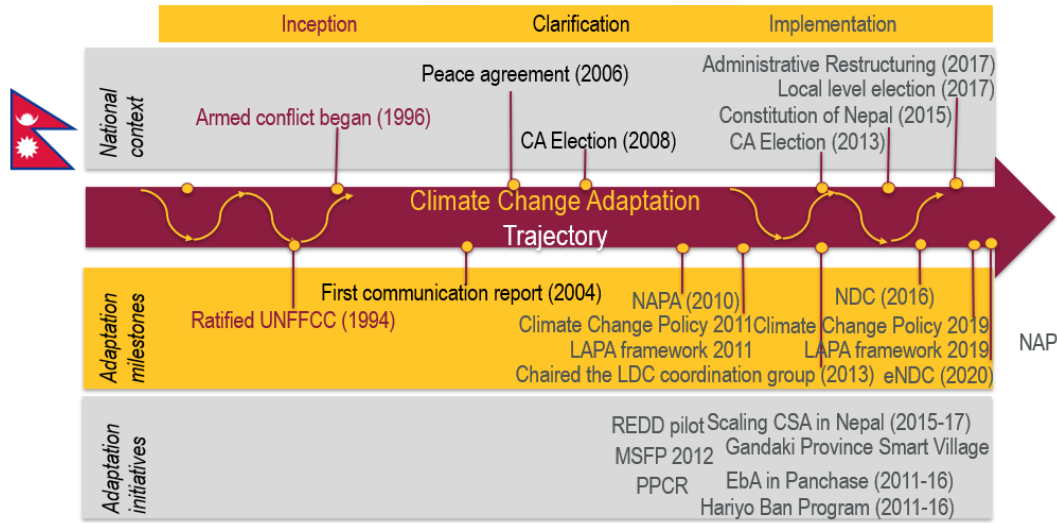 Inception
Clarification
Implementation
National
context
Armed conflict began (1996)
Peace agreement (2006)
CA Election (2008)
Administrative Restructuring (2017)
Local level election (2017)
Constitution of Nepal (2015)
CA Election (2013)
Climate Change Adaptation
Trajectory
Adaptation
milestones
Ratified UNFFCC (1994)
First communication report (2004)
NAPA (2010)
Climate Change Policy 2011
LAPA framework 2011
Chaired the LDC coordination group (2013)
NDC (2016)
Climate Change Policy 2019
LAPA framework 2019
eNDC (2020)
NAP
Adaptation
initiatives
REDD pilot
MSFP 2012
PPCR
Scaling CSA in Nepal (2015-17)
Gandaki Province Smart Village
EbA in Panchase (2011-16)
Hariyo Ban Program (2011-16)